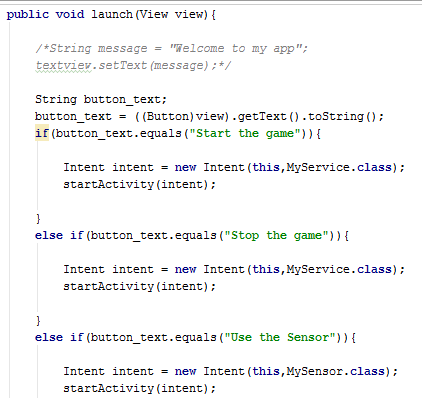 public void launch(View view){
/*String message = "Welcome to my app";
textview.setText(message);*/
String button_text;
button_text = ((Button)view).getText().toString();
if(button_text.equals("Start the game")){
Intent intent = new Intent(this,MyService.class);
startActivity(intent);
}
else if(button_text.equals("Stop the game")){
Intent intent = new Intent(this,MyService.class);
startActivity(intent);
}
else if(button_text.equals("Use the Sensor")){
Intent intent = new Intent(this,MySensor.class);
startActivity(intent);